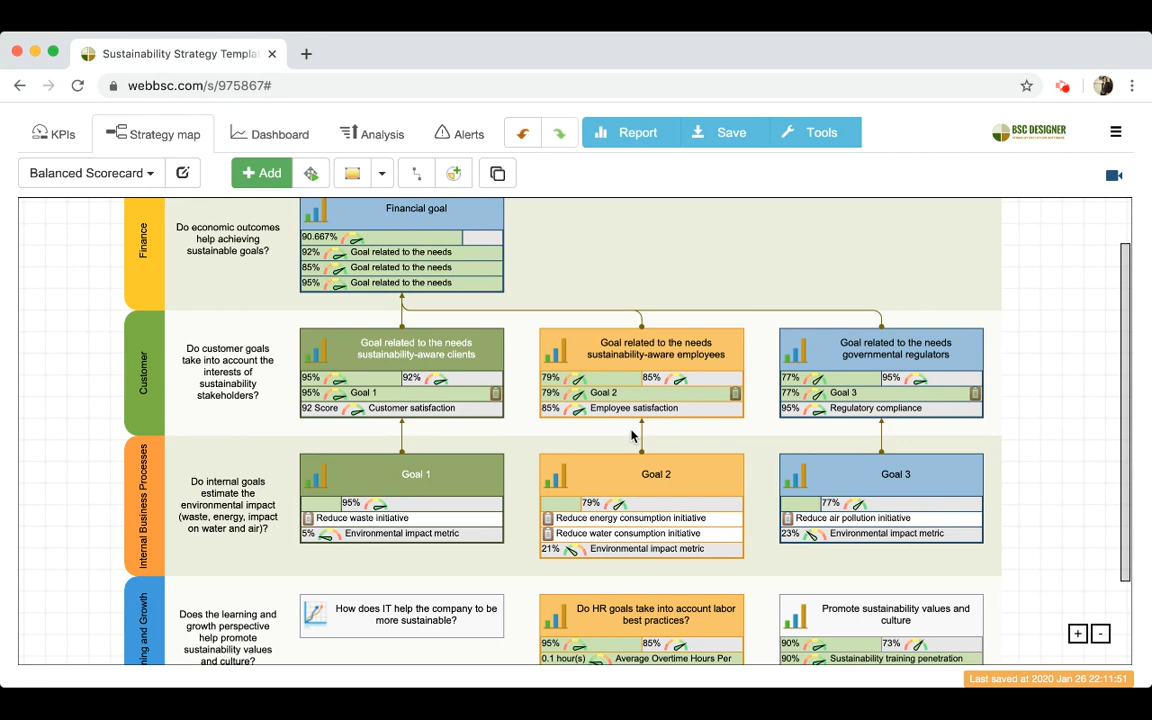 Sustainability Strategy Templa
webbsc.com/s/975867#
KPIs
Strategy map
Dashboard
Analysis
Alerts
Report
Save
Tools
BSC DESIGNER
Balanced Scorecard
Add
Finance
Do economic outcomes
help achieving
sustainable goals?
Financial goal
90.667%
92% Goal related to the needs
85% Goal related to the needs
95% Goal related to the needs
Customer
Do customer goals
take into account the
interests of
sustainability
stakeholders?
Goal related to the needs
sustainability-aware clients
95% 92%
95% Goal 1
92 Score Customer satisfaction
Goal related to the needs
sustainability-aware employees
79% 85%
79% Goal 2
85% Employee satisfaction
Goal related to the needs
governmental regulators
77% 95%
77% Goal 3
95% Regulatory compliance
Internal Business Processes
Do internal goals
estimate the
environmental impact
(waste, energy, impact
on water and air)?
Goal 1
95%
Reduce waste initiative
5% Environmental impact metric
Goal 2
79%
Reduce energy consumption initiative
Reduce water consumption initiative
21% Environmental impact metric
Goal 3
77%
Reduce air pollution initiative
23% Environmental impact metric
ning and Growth
Does the learning and
growth perspective
help promote
sustainability values
and culture?
How does IT help the company to be
more sustainable?
Do HR goals take into account labor
best practices?
95% 85%
0.1 hour(s) Average Overtime Hours Per
Promote sustainability values and
culture
90% 73%
90% Sustainability training penetration
+ -
Last saved at 2020 Jan 26 22:11:51